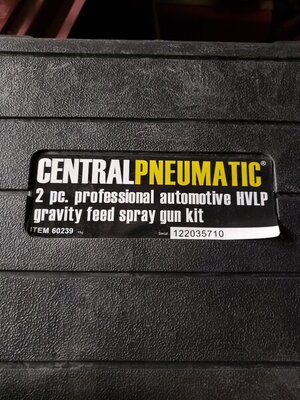 CENTRALPNEUMATIC®
2 pc. professional automotive HVLP
gravity feed spray gun kit
ITEM 60239 Serial 122035710